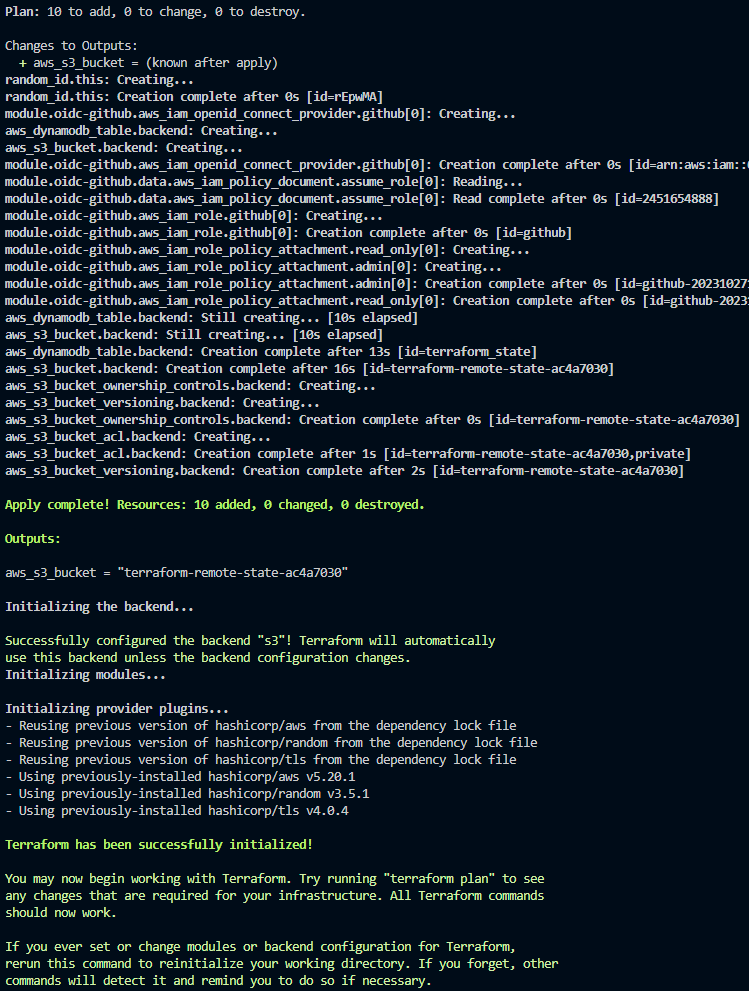 Plan: 10 to add, 0 to change, 0 to destroy.
Changes to Outputs:
  + aws_s3_bucket = (known after apply)
random_id.this: Creating...
random_id.this: Creation complete after 0s [id=rEpwMA]
module.oidc-github.aws_iam_openid_connect_provider.github[0]: Creating...
aws_dynamodb_table.backend: Creating...
aws_s3_bucket.backend: Creating...
module.oidc-github.aws_iam_openid_connect_provider.github[0]: Creation complete after 0s [id=arn:aws:iam::
module.oidc-github.data.aws_iam_policy_document.assume_role[0]: Reading...
module.oidc-github.data.aws_iam_policy_document.assume_role[0]: Read complete after 0s [id=2451654888]
module.oidc-github.aws_iam_role.github[0]: Creating...
module.oidc-github.aws_iam_role.github[0]: Creation complete after 0s [id=github]
module.oidc-github.aws_iam_role_policy_attachment.read_only[0]: Creating...
module.oidc-github.aws_iam_role_policy_attachment.admin[0]: Creating...
module.oidc-github.aws_iam_role_policy_attachment.admin[0]: Creation complete after 0s [id=github-202310271
module.oidc-github.aws_iam_role_policy_attachment.read_only[0]: Creation complete after 0s [id=github-2023
aws_dynamodb_table.backend: Still creating... [10s elapsed]
aws_s3_bucket.backend: Still creating... [10s elapsed]
aws_dynamodb_table.backend: Creation complete after 13s [id=terraform_state]
aws_s3_bucket.backend: Creation complete after 16s [id=terraform-remote-state-ac4a7030]
aws_s3_bucket_ownership_controls.backend: Creating...
aws_s3_bucket_versioning.backend: Creating...
aws_s3_bucket_ownership_controls.backend: Creation complete after 0s [id=terraform-remote-state-ac4a7030]
aws_s3_bucket_acl.backend: Creating...
aws_s3_bucket_acl.backend: Creation complete after 1s [id=terraform-remote-state-ac4a7030,private]
aws_s3_bucket_versioning.backend: Creation complete after 2s [id=terraform-remote-state-ac4a7030]
Apply complete! Resources: 10 added, 0 changed, 0 destroyed.
Outputs:
aws_s3_bucket = "terraform-remote-state-ac4a7030"
Initializing the backend...
Successfully configured the backend "s3"! Terraform will automatically
use this backend unless the backend configuration changes.
Initializing modules...
Initializing provider plugins...
- Reusing previous version of hashicorp/aws from the dependency lock file
- Reusing previous version of hashicorp/random from the dependency lock file
- Reusing previous version of hashicorp/tls from the dependency lock file
- Using previously-installed hashicorp/aws v5.20.1
- Using previously-installed hashicorp/random v3.5.1
- Using previously-installed hashicorp/tls v4.0.4
Terraform has been successfully initialized!
You may now begin working with Terraform. Try running "terraform plan" to see
any changes that are required for your infrastructure. All Terraform commands
should now work.
If you ever set or change modules or backend configuration for Terraform,
rerun this command to reinitialize your working directory. If you forget, other
commands will detect it and remind you to do so if necessary.